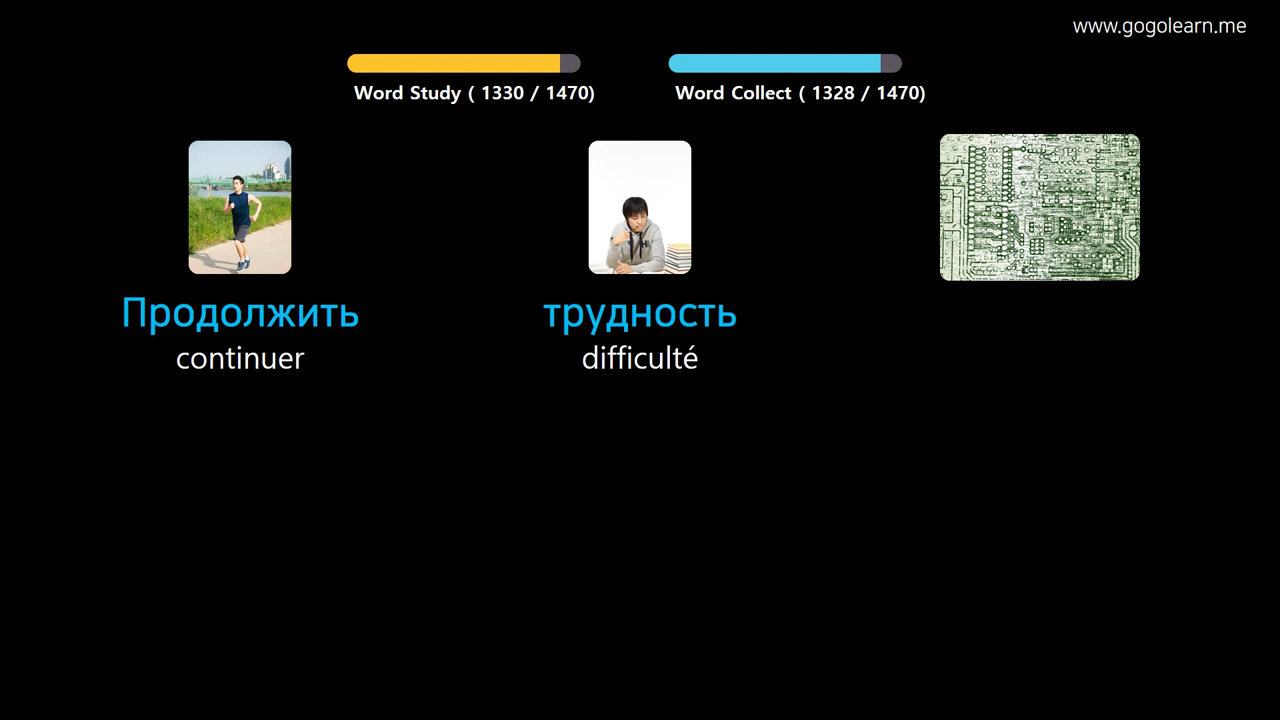 www.gogolearn.me
Word Study ( 1330 / 1470)
Word Collect ( 1328 / 1470)
Продолжить
continuer
трудность
difficulté